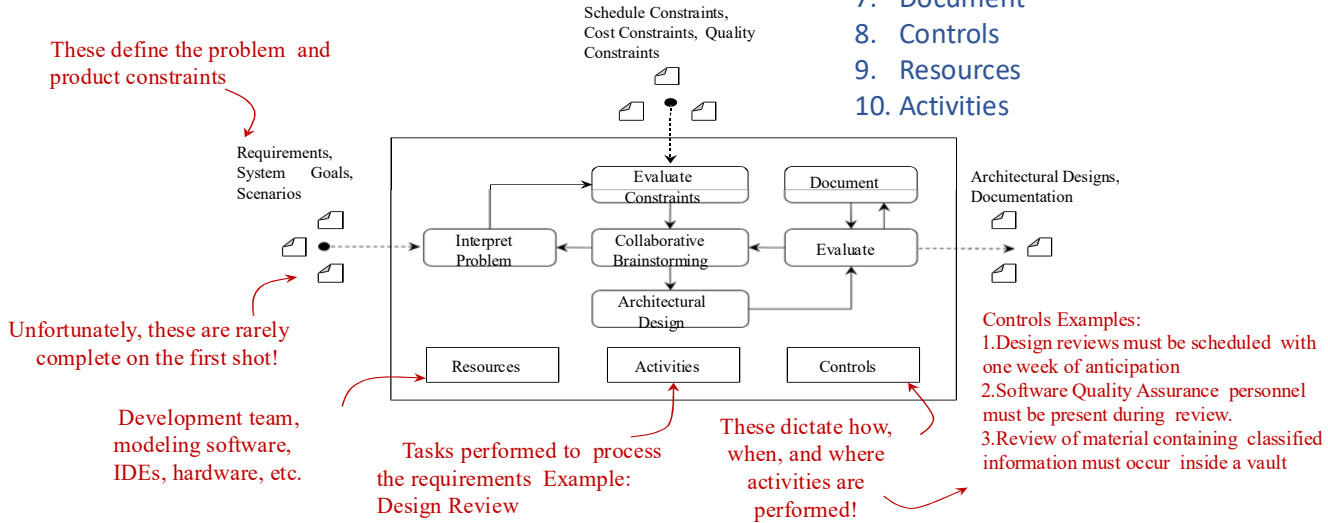 7. Document
8. Controls
9. Resources
10. Activities
Schedule Constraints,
Cost Constraints, Quality
Constraints
These define the problem and
product constraints
Requirements,
System Goals,
Scenarios
Evaluate
Constraints
Document
Architectural Designs,
Documentation
Interpret
Problem
Collaborative
Brainstorming
Evaluate
Architectural
Design
Unfortunately, these are rarely
complete on the first shot!
Resources
Activities
Controls
Controls Examples:
1.Design reviews must be scheduled with
one week of anticipation
2.Software Quality Assurance personnel
must be present during review.
3.Review of material containing classified
information must occur inside a vault
Development team,
modeling software,
IDEs, hardware, etc.
Tasks performed to process
the requirements Example:
Design Review
These dictate how,
when, and where
activities are
performed!